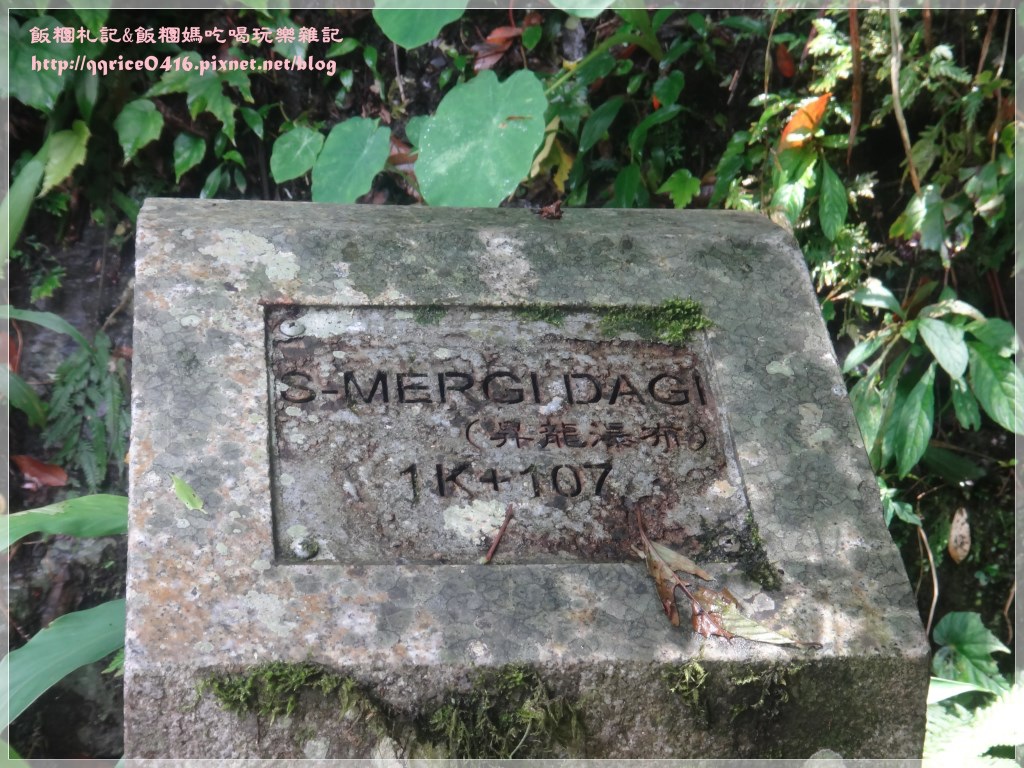 飯糰札記&飯糰媽吃喝玩樂雜記
http://qqrice0416.pixnet.net/blog
S-MERGI DAGI
(昇龍瀑布)
1K+107